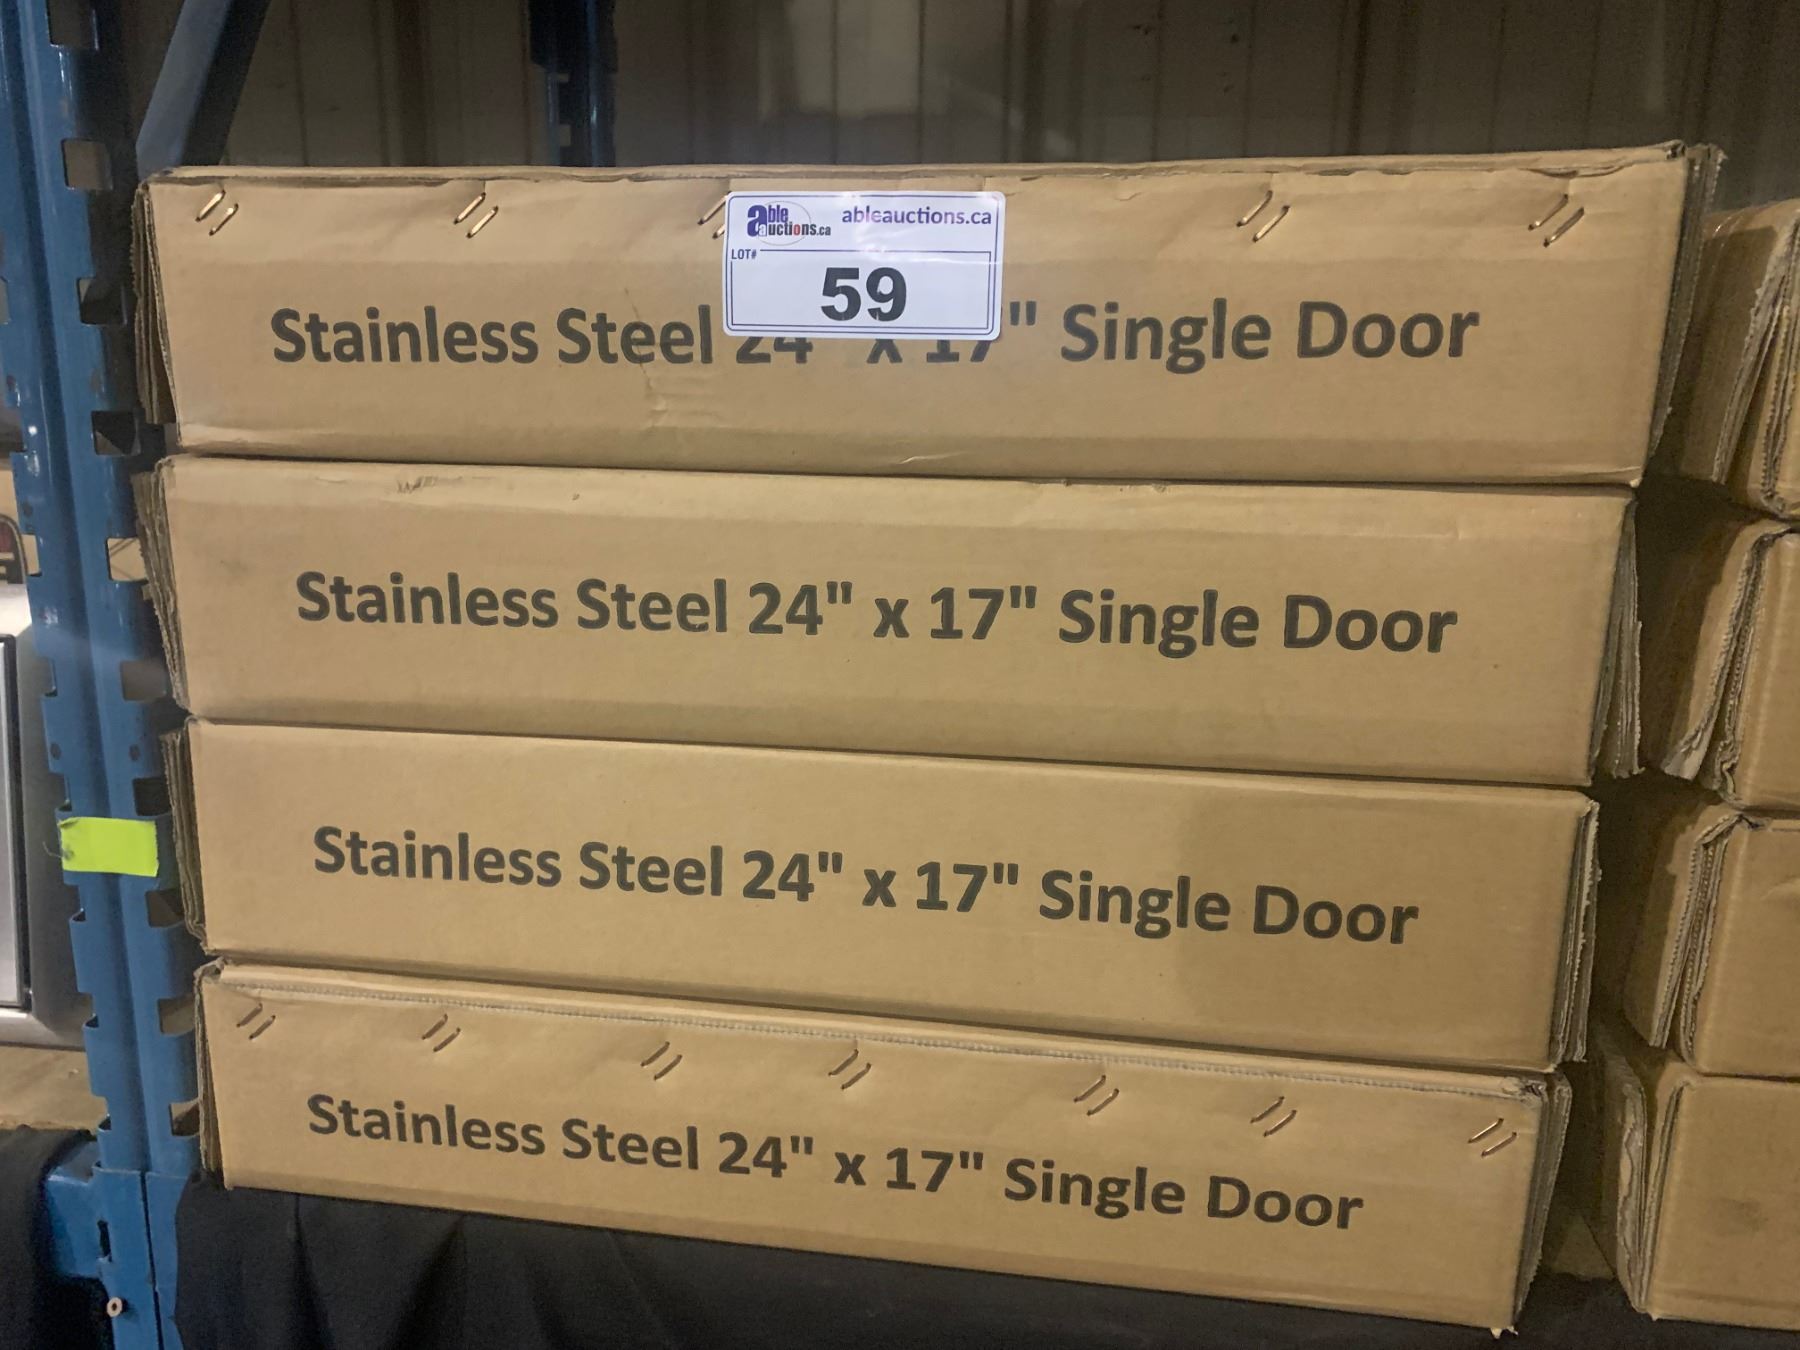 able auctions.ca ableauctions.ca
LOT#
59
Stainless Steel 24" x 17" Single Door
Stainless Steel 24" x 17" Single Door
Stainless Steel 24" x 17" Single Door
Stainless Steel 24" x 17" Single Door